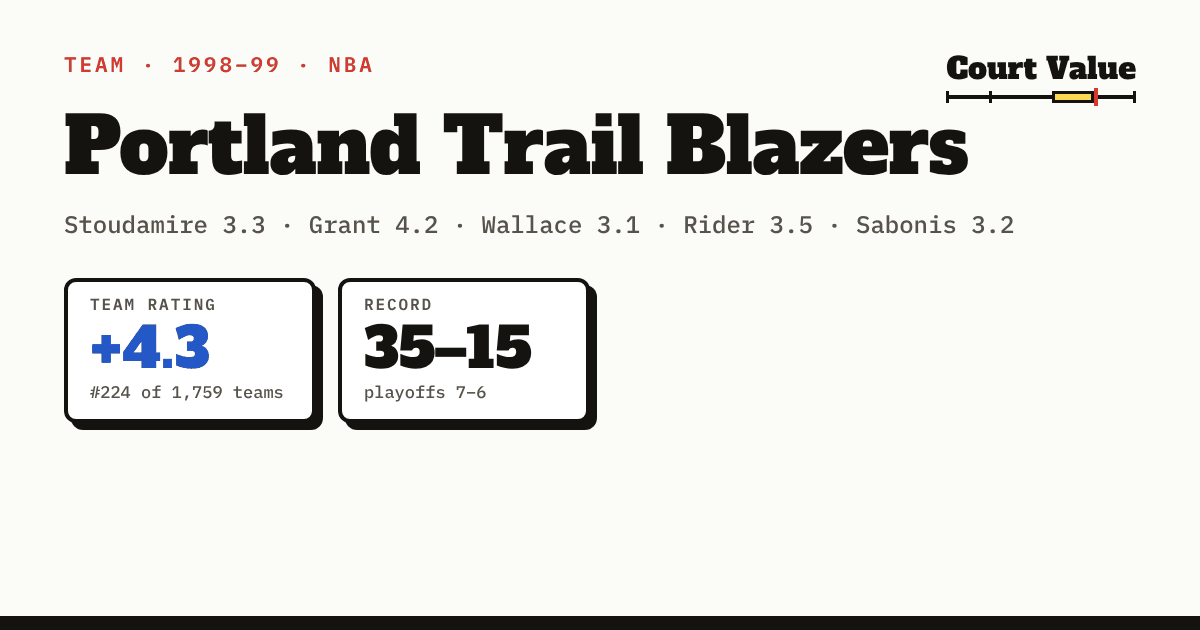 TEAM · 1998–99 · NBA
Court Value
Portland Trail Blazers
Stoudamire 3.3 · Grant 4.2 · Wallace 3.1 · Rider 3.5 · Sabonis 3.2
TEAM RATING
+4.3
#224 of 1,759 teams
RECORD
35–15
playoffs 7–6